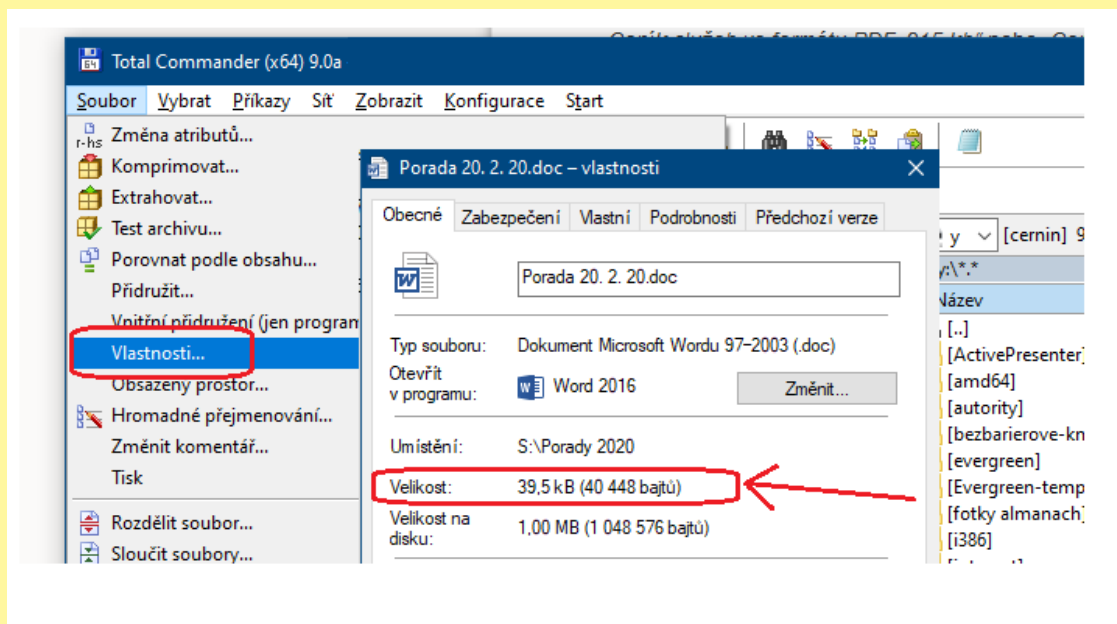 Total Commander (x64) 9.0a
Soubor Vybrat Příkazy Síť Zobrazit Konfigurace Start
r-hs Změna atributů...
Komprimovat...
Extrahovat...
Test archivu...
Porovnat podle obsahu...
Přidružit...
Vnitřní přidružení (jen program
Vlastnosti...
Obsazený prostor...
Hromadné přejmenování...
Změnit komentář...
Tisk
Rozdělit soubor...
Sloučit soubory...
Porada 20. 2. 20.doc – vlastnosti
Obecné Zabezpečení Vlastní Podrobnosti Předchozí verze
Porada 20. 2. 20.doc
Typ souboru: Dokument Microsoft Wordu 97–2003 (.doc)
Otevřít
v programu: Word 2016 Změnit...
Umístění: S:\Porady 2020
Velikost: 39,5 kB (40 448 bajtů)
Velikost na
disku: 1,00 MB (1 048 576 bajtů)
y [cernin] 9
y:\*.*
Název
[..]
[ActivePresenter]
[amd64]
[autority]
[bezbarierove-kn
[evergreen]
[Evergreen-temp
[fotky almanach]
[i386]